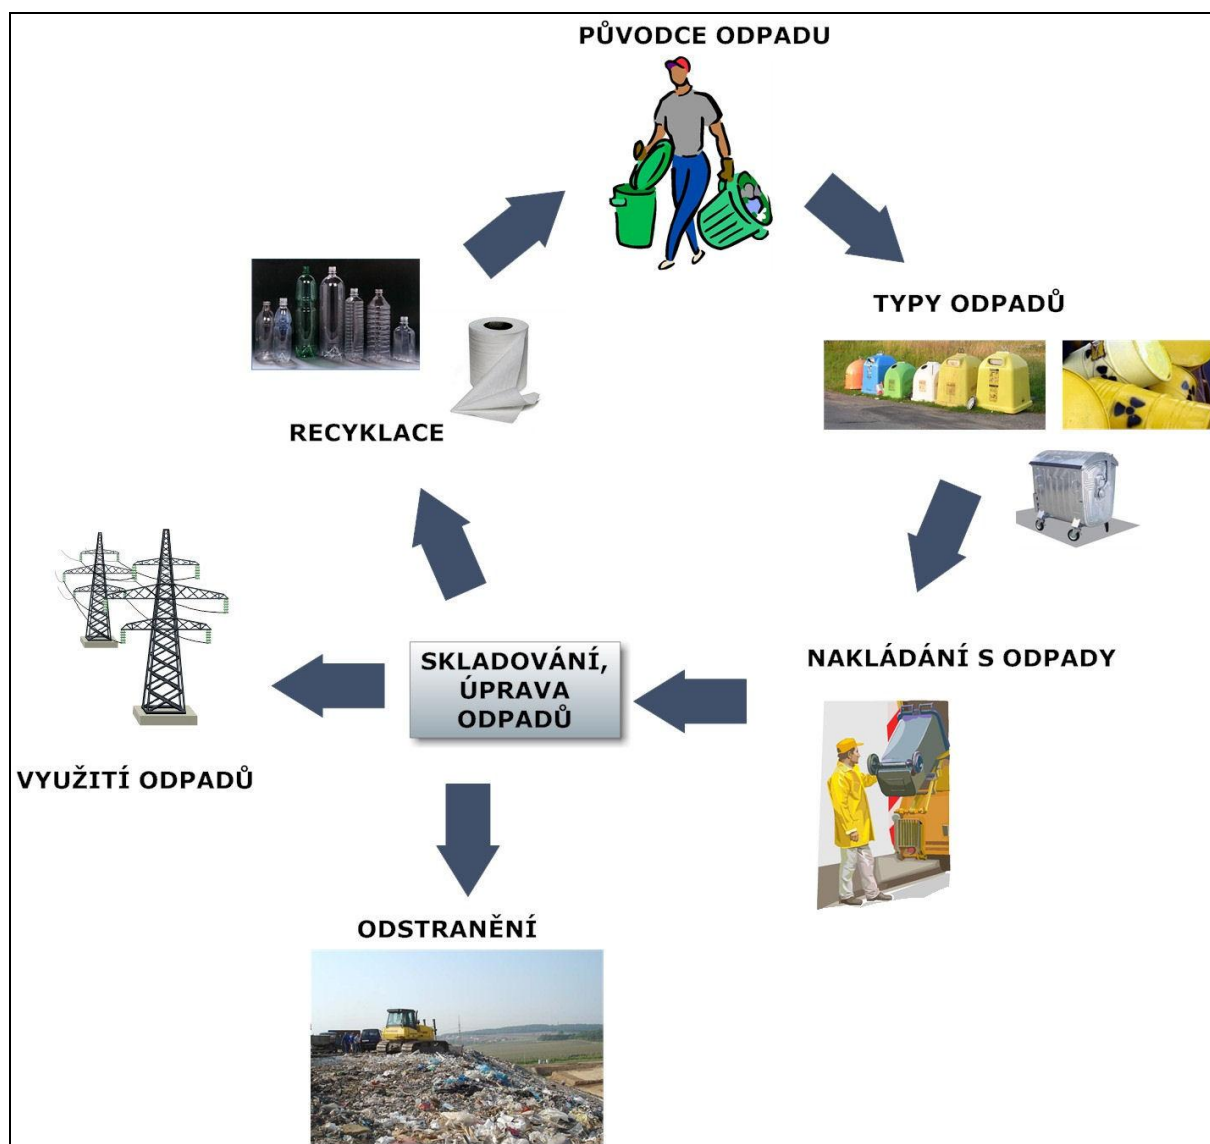 PŮVODCE ODPADU
TYPY ODPADŮ
RECYKLACE
NAKLÁDÁNÍ S ODPADY
SKLADOVÁNÍ,
ÚPRAVA
ODPADŮ
VYUŽITÍ ODPADŮ
ODSTRANĚNÍ